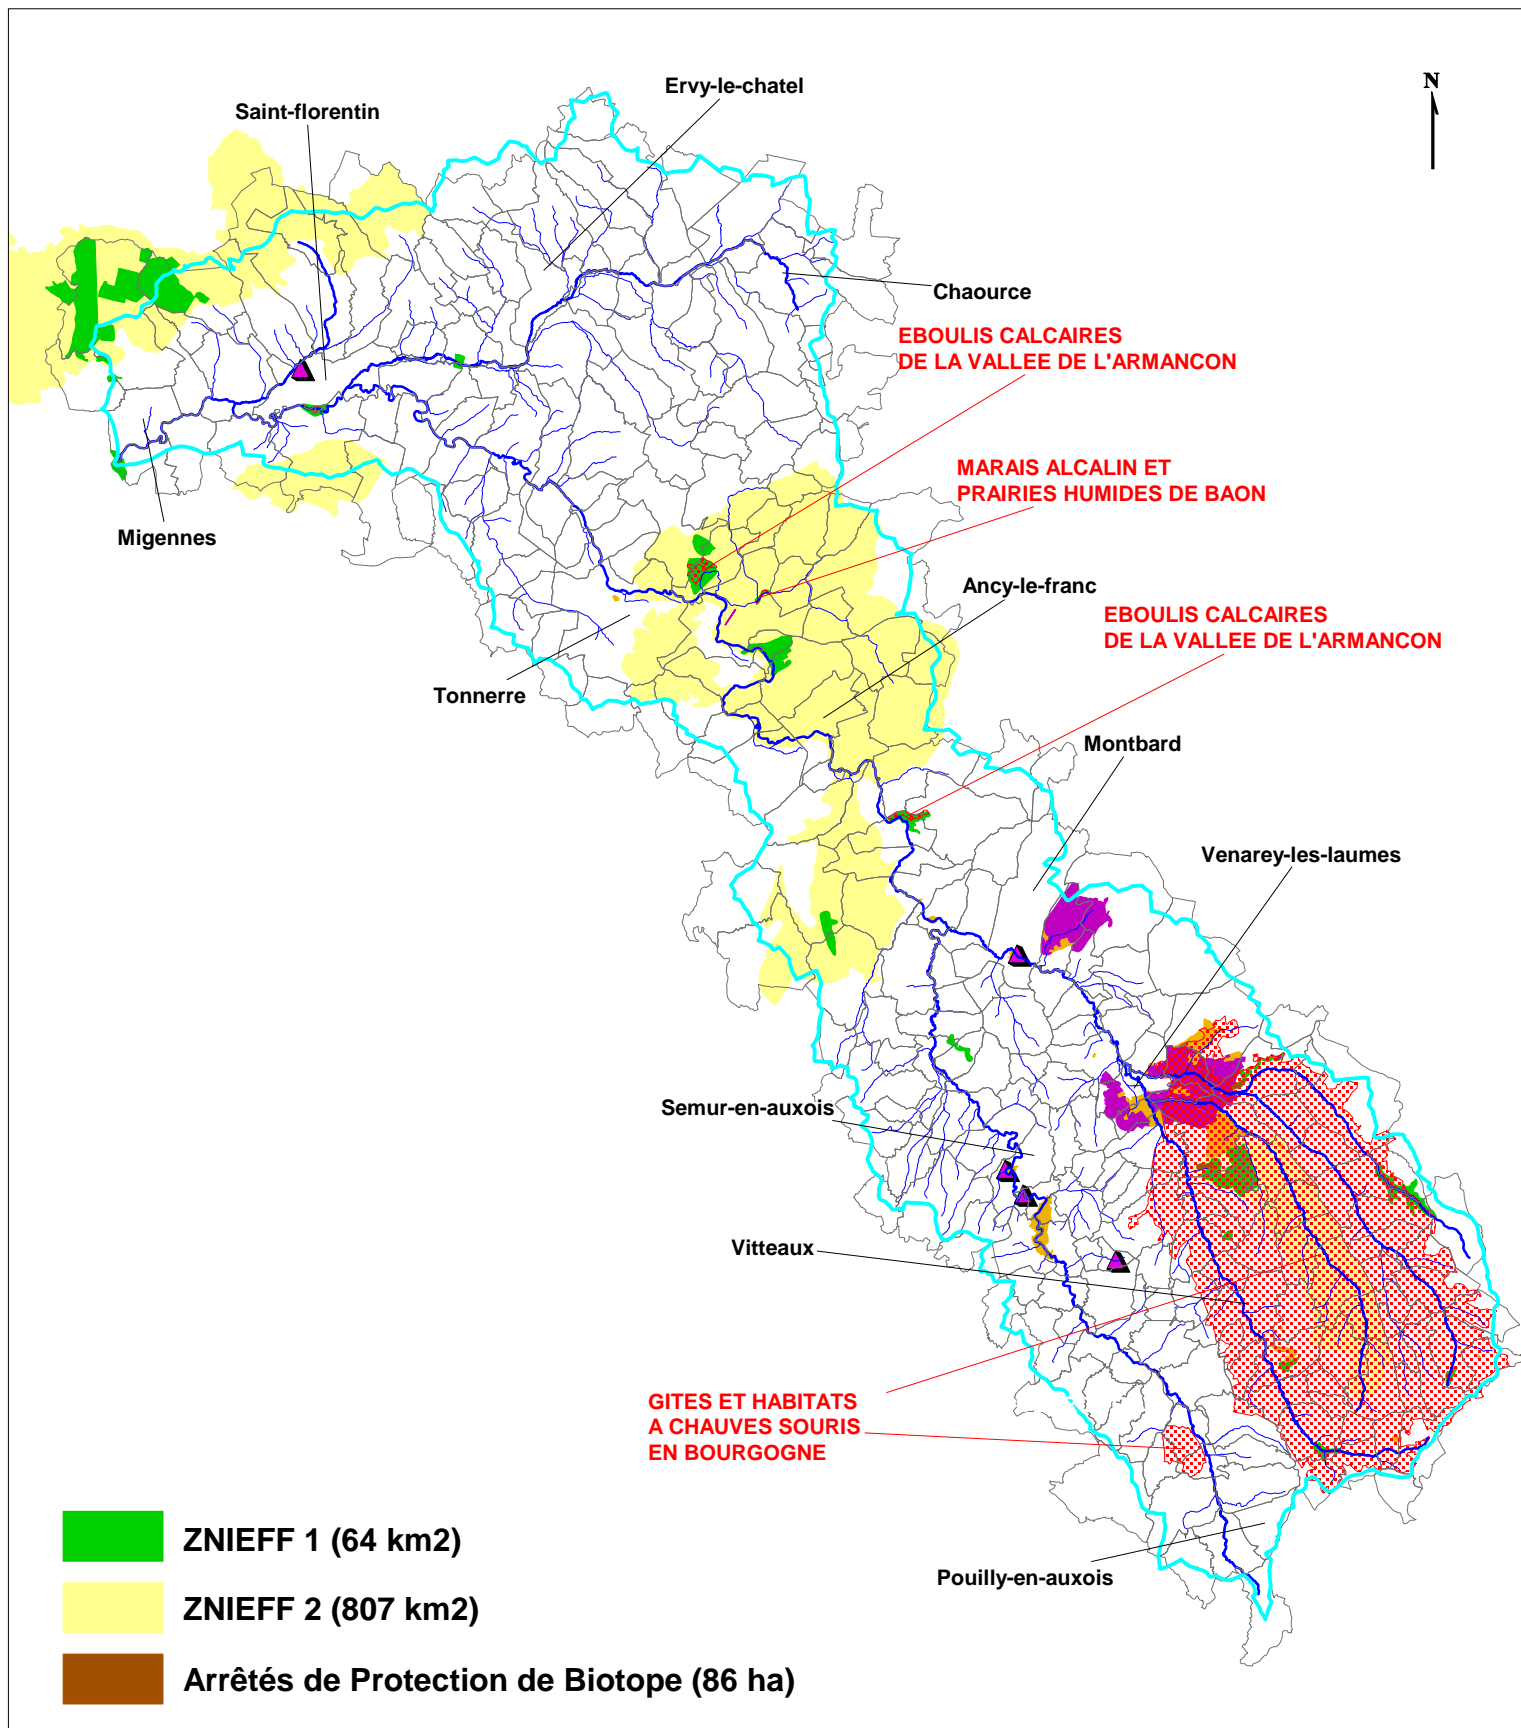 N
Ervy-le-chatel
Saint-florentin
Chaource
EBOULIS CALCAIRES
DE LA VALLEE DE L'ARMANCON
MARAIS ALCALIN ET
PRAIRIES HUMIDES DE BAON
Migennes
Ancy-le-franc
EBOULIS CALCAIRES
DE LA VALLEE DE L'ARMANCON
Tonnerre
Montbard
Venarey-les-laumes
Semur-en-auxois
Vitteaux
GITES ET HABITATS
A CHAUVES SOURIS
EN BOURGOGNE
Pouilly-en-auxois
ZNIEFF 1 (64 km2)
ZNIEFF 2 (807 km2)
Arrêtés de Protection de Biotope (86 ha)